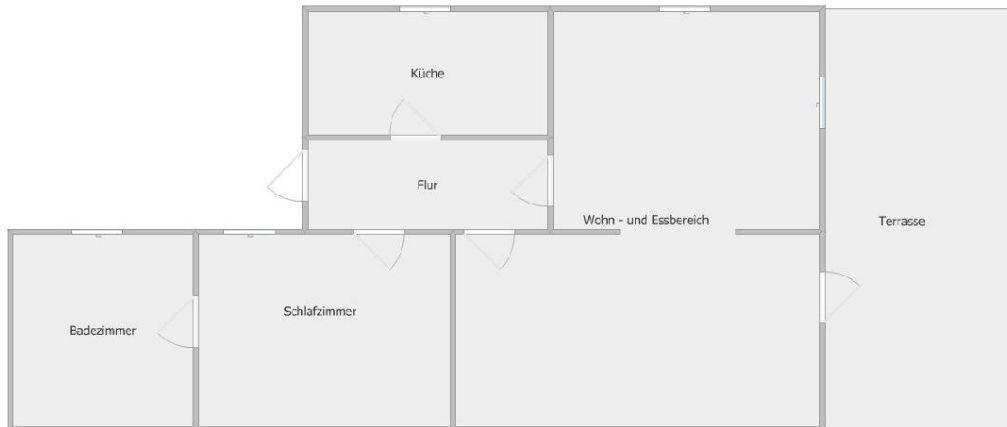 Küche
Flur
Wohn - und Essbereich
Terrasse
Schlafzimmer
Badezimmer